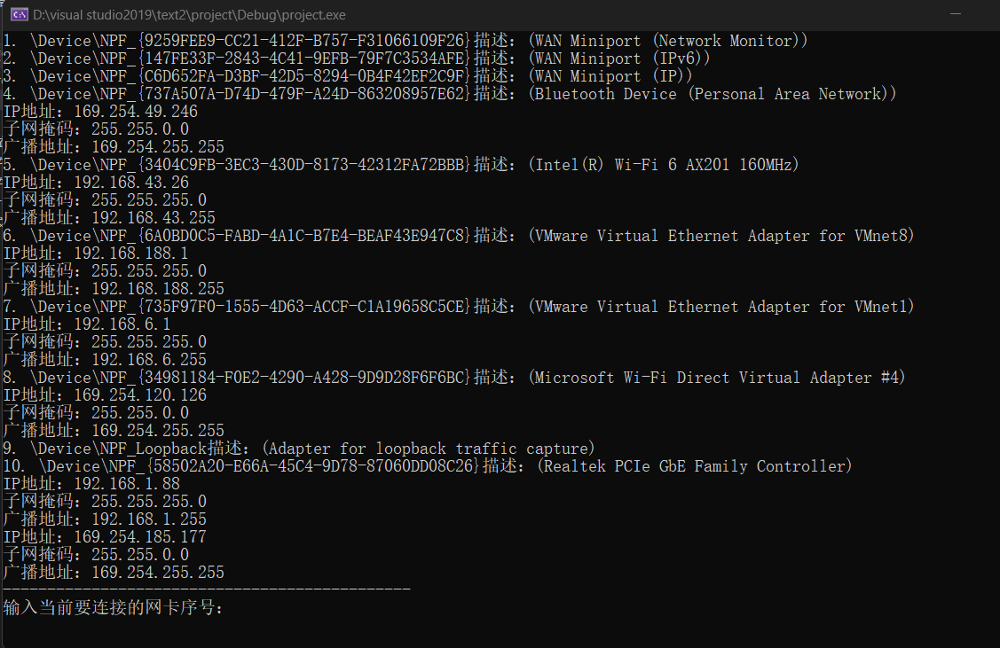 D:\visual studio2019\text2\project\Debug\project.exe
1. \Device\NPF_{9259FEE9-CC21-412F-B757-F31066109F26}描述：(WAN Miniport (Network Monitor))
2. \Device\NPF_{147FE33F-2843-4C41-9EFB-79F7C3534AFE}描述：(WAN Miniport (IPv6))
3. \Device\NPF_{C6D652FA-D3BF-42D5-8294-0B4F42EF2C9F}描述：(WAN Miniport (IP))
4. \Device\NPF_{737A507A-D74D-479F-A24D-863208957E62}描述：(Bluetooth Device (Personal Area Network))
IP地址：169.254.49.246
子网掩码：255.255.0.0
广播地址：169.254.255.255
5. \Device\NPF_{3404C9FB-3EC3-430D-8173-42312FA72BBB}描述：(Intel(R) Wi-Fi 6 AX201 160MHz)
IP地址：192.168.43.26
子网掩码：255.255.255.0
广播地址：192.168.43.255
6. \Device\NPF_{6A0BD0C5-FABD-4A1C-B7E4-BEAF43E947C8}描述：(VMware Virtual Ethernet Adapter for VMnet8)
IP地址：192.168.188.1
子网掩码：255.255.255.0
广播地址：192.168.188.255
7. \Device\NPF_{735F97F0-1555-4D63-ACCF-C1A19658C5CE}描述：(VMware Virtual Ethernet Adapter for VMnet1)
IP地址：192.168.6.1
子网掩码：255.255.255.0
广播地址：192.168.6.255
8. \Device\NPF_{34981184-F0E2-4290-A428-9D9D28F6F6BC}描述：(Microsoft Wi-Fi Direct Virtual Adapter #4)
IP地址：169.254.120.126
子网掩码：255.255.0.0
广播地址：169.254.255.255
9. \Device\NPF_Loopback描述：(Adapter for loopback traffic capture)
10. \Device\NPF_{58502A20-E66A-45C4-9D78-87060DD08C26}描述：(Realtek PCIe GbE Family Controller)
IP地址：192.168.1.88
子网掩码：255.255.255.0
广播地址：192.168.1.255
IP地址：169.254.185.177
子网掩码：255.255.0.0
广播地址：169.254.255.255
----------------------------------------------
输入当前要连接的网卡序号：